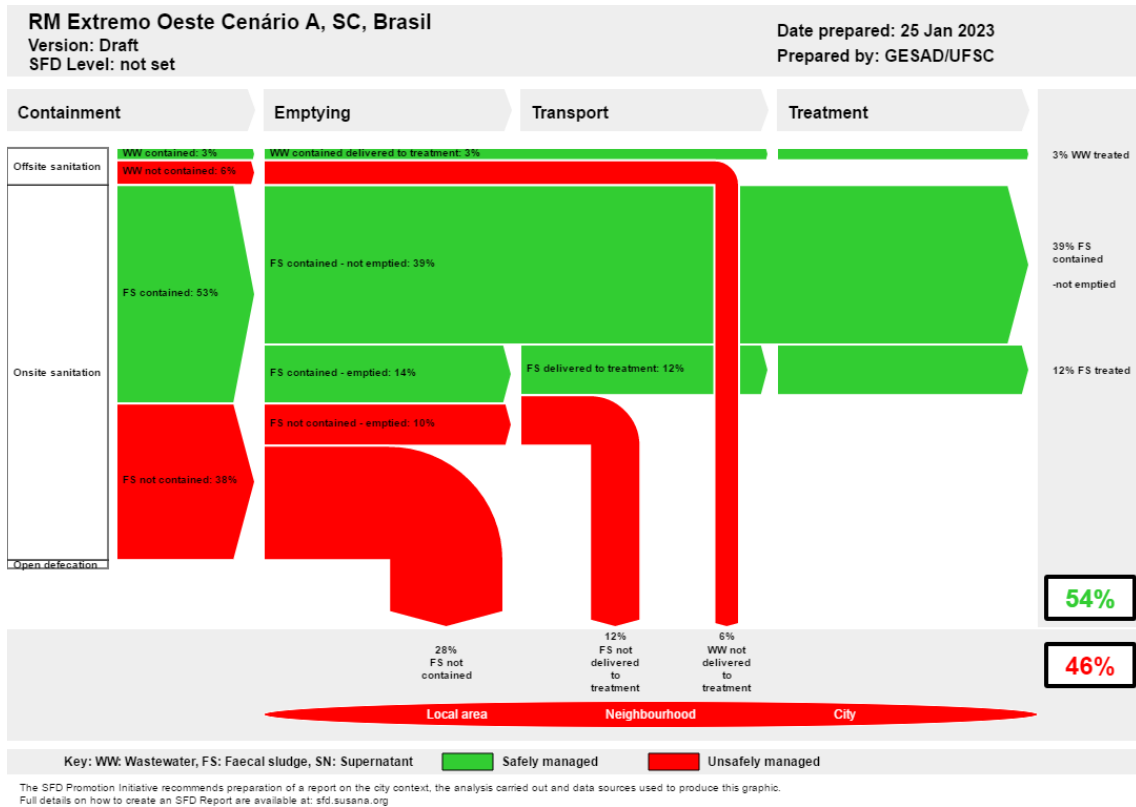 RM Extremo Oeste Cenário A, SC, Brasil
Version: Draft
SFD Level: not set
Date prepared: 25 Jan 2023
Prepared by: GESAD/UFSC
Containment
Emptying
Transport
Treatment
Offsite sanitation
WW contained: 3%
WW contained delivered to treatment: 3%
3% WW treated
WW not contained: 6%
Onsite sanitation
FS contained: 53%
FS contained - not emptied: 39%
39% FS
contained
-not emptied
FS contained - emptied: 14%
FS delivered to treatment: 12%
12% FS treated
FS not contained - emptied: 10%
FS not contained: 38%
Open defecation
54%
46%
28%
FS not
contained
12%
FS not
delivered
to
treatment
6%
WW not
delivered
to
treatment
Local area
Neighbourhood
City
Key: WW: Wastewater, FS: Faecal sludge, SN: Supernatant
Safely managed
Unsafely managed
The SFD Promotion Initiative recommends preparation of a report on the city context, the analysis carried out and data sources used to produce this graphic.
Full details on how to create an SFD Report are available at: sfd.susana.org